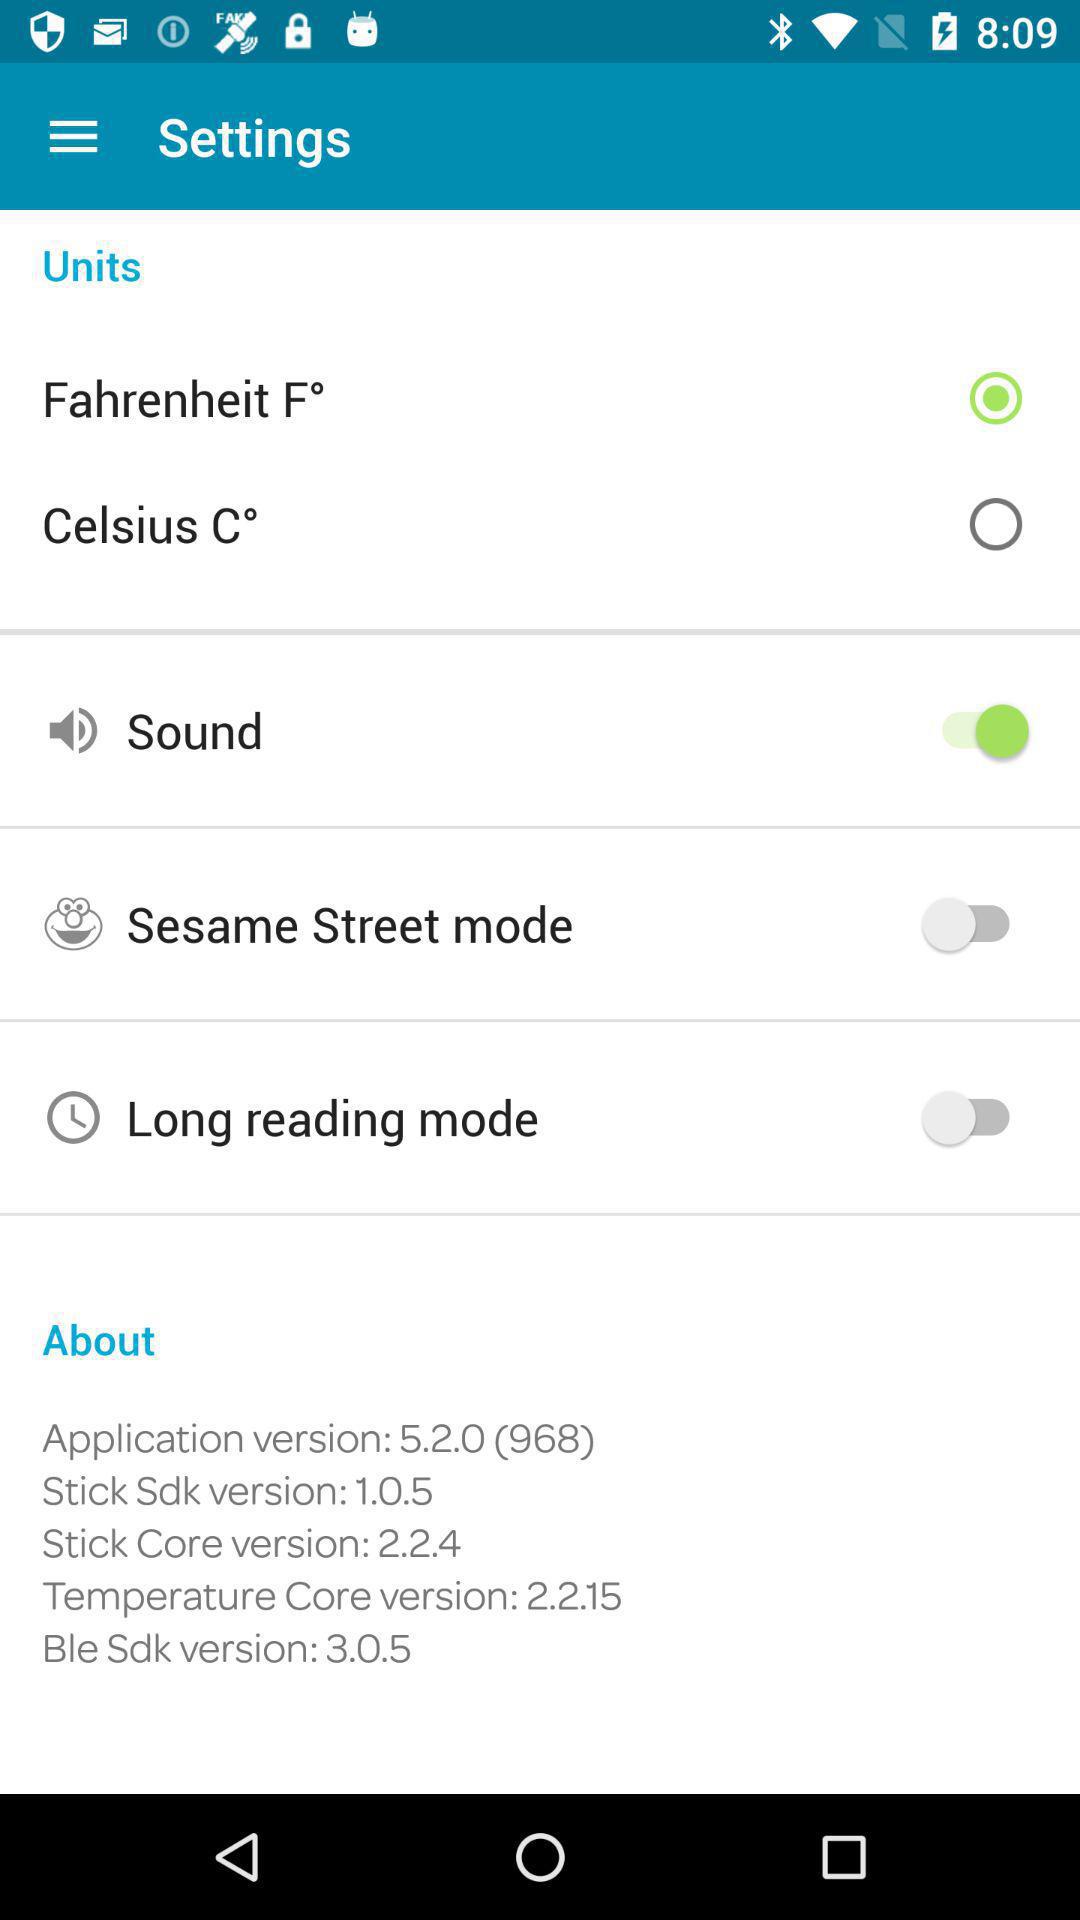 FAKE
8:09
Settings
Units
Fahrenheit F°
Celsius C°
Sound
Sesame Street mode
Long reading mode
About
Application version: 5.2.0 (968)
Stick Sdk version: 1.0.5
Stick Core version: 2.2.4
Temperature Core version: 2.2.15
Ble Sdk version: 3.0.5